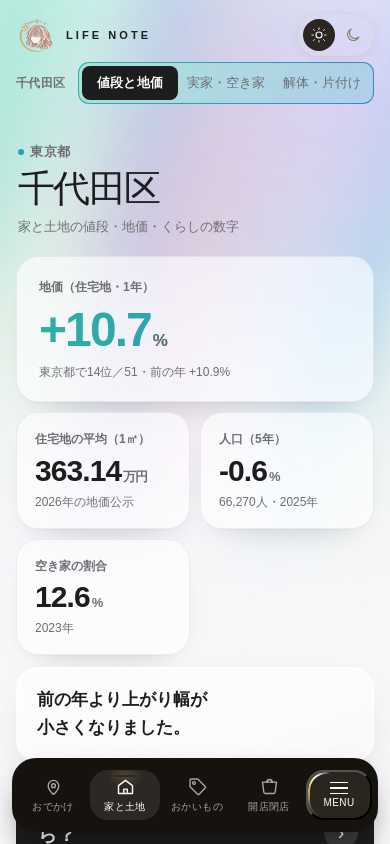 LIFE NOTE
千代田区
値段と地価
実家・空き家
解体・片付け
東京都
千代田区
家と土地の値段・地価・くらしの数字
地価（住宅地・1年）
+10.7%
東京都で14位／51・前の年 +10.9%
住宅地の平均（1㎡）
363.14万円
2026年の地価公示
人口（5年）
-0.6%
66,270人・2025年
空き家の割合
12.6%
2023年
前の年より上がり幅が
小さくなりました。
おでかけ
家と土地
おかいもの
開店閉店
MENU